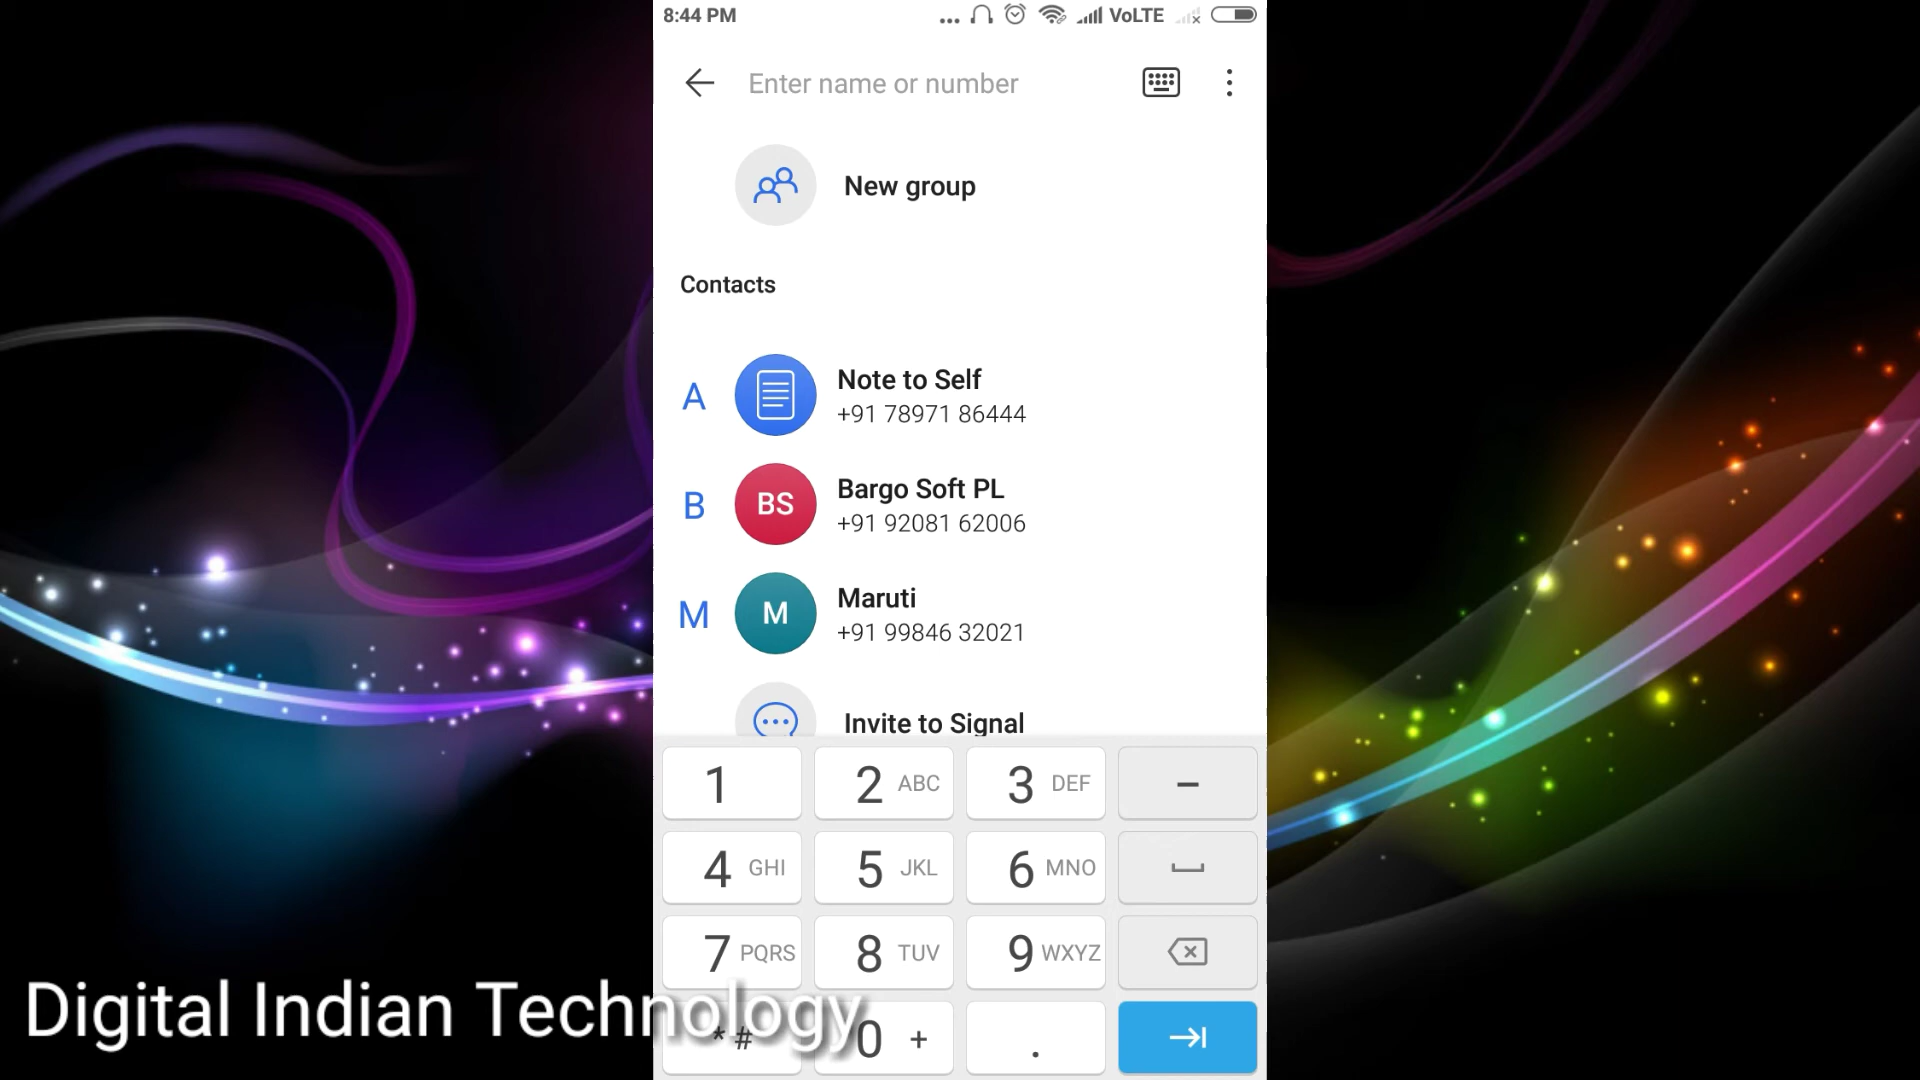 8:44 PM
VoLTE
Enter name or number
New group
Contacts
A
Note to Self
+91 78971 86444
B
BS
Bargo Soft PL
+91 92081 62006
M
M
Maruti
+91 99846 32021
Invite to Signal
1
2 ABC
3 DEF
-
4 GHI
5 JKL
6 MNO
7 PQRS
8 TUV
9 WXYZ
* #
0 +
.
Digital Indian Technology